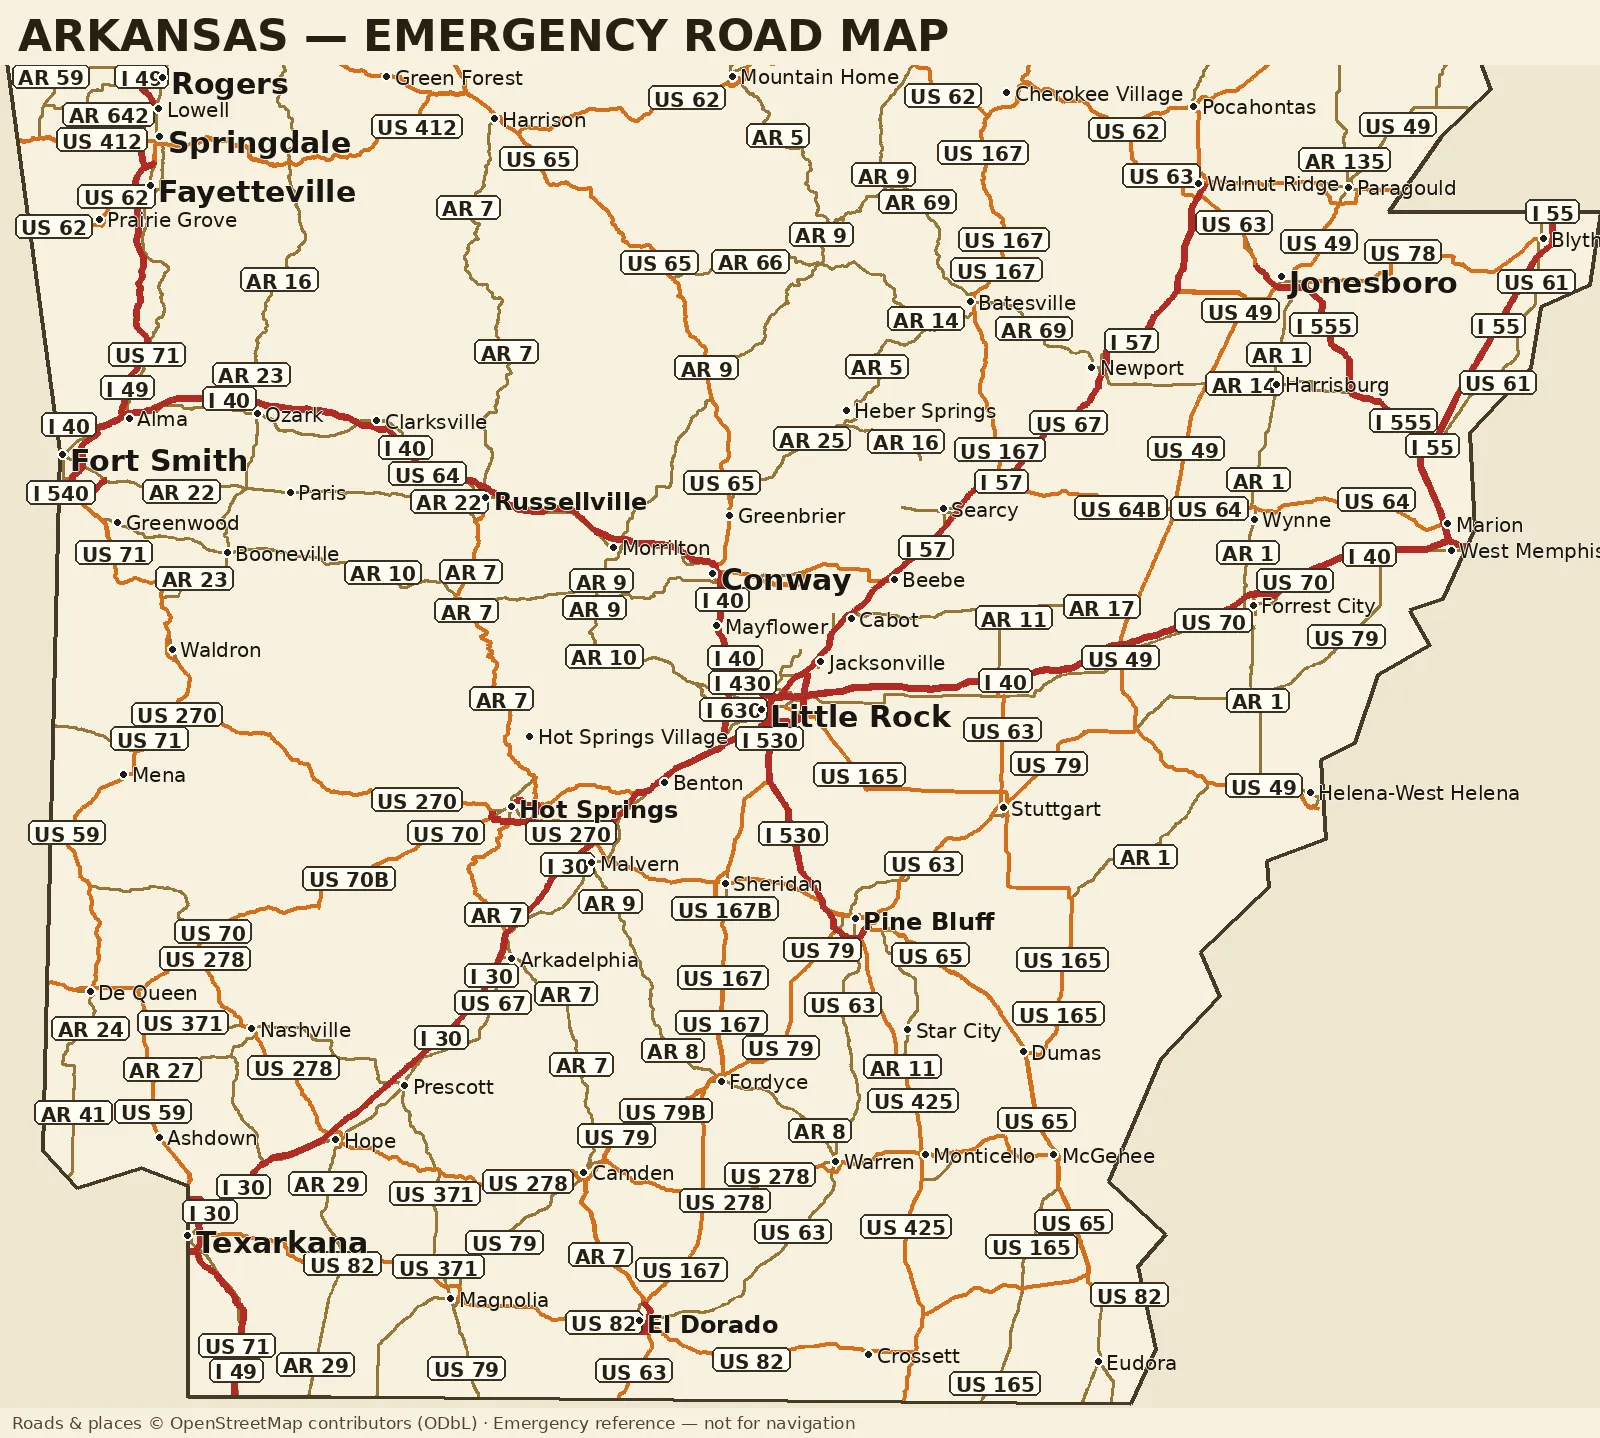 ARKANSAS — EMERGENCY ROAD MAP
AR 59
I 49
Rogers
Green Forest
Mountain Home
US 62
US 62
Cherokee Village
Pocahontas
AR 642
Lowell
US 412
Harrison
AR 5
US 62
US 49
US 412
Springdale
US 65
US 167
AR 135
US 62
Fayetteville
AR 9
US 63
Walnut Ridge
Paragould
US 62
Prairie Grove
AR 7
AR 69
US 63
I 55
AR 9
US 167
US 49
US 78
Blyth
US 65
AR 66
US 167
AR 16
Jonesboro
US 61
AR 14
Batesville
AR 69
US 49
I 555
I 55
US 71
AR 7
I 57
AR 1
AR 23
AR 9
AR 5
Newport
I 49
I 40
AR 14
Harrisburg
US 61
Alma
Ozark
Clarksville
Heber Springs
I 40
AR 25
AR 16
US 67
I 555
I 40
US 167
US 49
I 55
Fort Smith
US 64
US 65
I 57
AR 1
I 540
AR 22
Paris
AR 22
Russellville
US 64B
US 64
US 64
Greenwood
Greenbrier
Searcy
Wynne
Marion
US 71
Booneville
Morrilton
I 57
AR 1
I 40
West Memphis
AR 23
AR 10
AR 7
AR 9
Conway
Beebe
US 70
AR 7
AR 9
I 40
AR 17
Forrest City
Mayflower
Cabot
AR 11
US 70
US 79
Waldron
AR 10
I 40
Jacksonville
US 49
I 430
I 40
AR 7
I 630
Little Rock
AR 1
US 270
US 71
Hot Springs Village
I 530
US 63
Mena
Benton
US 165
US 79
US 49
Helena-West Helena
US 270
Hot Springs
Stuttgart
US 59
US 70
US 270
I 530
US 70B
I 30
Malvern
US 63
AR 1
Sheridan
AR 7
AR 9
US 167B
Pine Bluff
US 70
US 278
Arkadelphia
US 79
US 65
US 165
De Queen
I 30
US 167
US 67
AR 7
US 63
US 165
AR 24
US 371
Nashville
I 30
US 167
Star City
AR 8
US 79
Dumas
AR 27
US 278
AR 7
AR 11
Prescott
Fordyce
AR 41
US 59
US 79B
US 425
US 65
Ashdown
Hope
US 79
AR 8
Warren
Monticello
McGehee
I 30
AR 29
US 371
US 278
Camden
US 278
US 278
I 30
US 63
US 425
US 65
Texarkana
US 79
US 165
US 82
US 371
AR 7
US 167
Magnolia
US 82
US 82
El Dorado
US 71
US 82
Crossett
Eudora
I 49
AR 29
US 79
US 63
US 165
Roads & places © OpenStreetMap contributors (ODbL) · Emergency reference — not for navigation